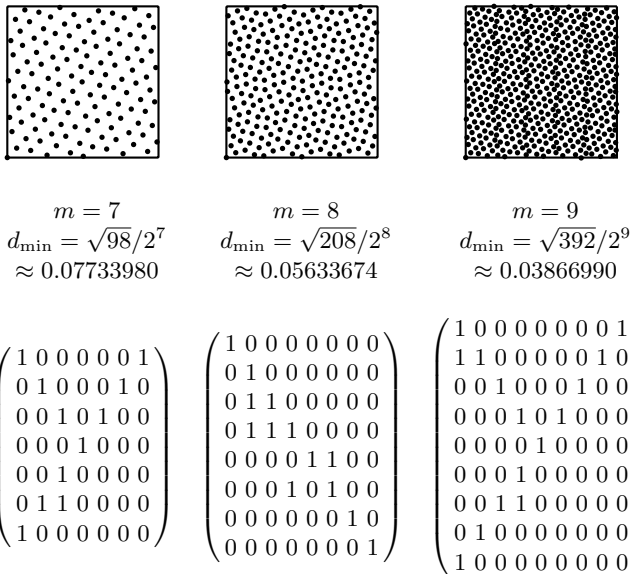 m = 7
d_min = √98/2^7
≈ 0.07733980
m = 8
d_min = √208/2^8
≈ 0.05633674
m = 9
d_min = √392/2^9
≈ 0.03866990
1 0 0 0 0 0 1
0 1 0 0 0 1 0
0 0 1 0 1 0 0
0 0 0 1 0 0 0
0 0 1 0 0 0 0
0 1 1 0 0 0 0
1 0 0 0 0 0 0
1 0 0 0 0 0 0 0
0 1 0 0 0 0 0 0
0 1 1 0 0 0 0 0
0 1 1 1 0 0 0 0
0 0 0 0 1 1 0 0
0 0 0 1 0 1 0 0
0 0 0 0 0 0 1 0
0 0 0 0 0 0 0 1
1 0 0 0 0 0 0 0 1
1 1 0 0 0 0 0 1 0
0 0 1 0 0 0 1 0 0
0 0 0 1 0 1 0 0 0
0 0 0 0 1 0 0 0 0
0 0 0 1 0 0 0 0 0
0 0 1 1 0 0 0 0 0
0 1 0 0 0 0 0 0 0
1 0 0 0 0 0 0 0 0